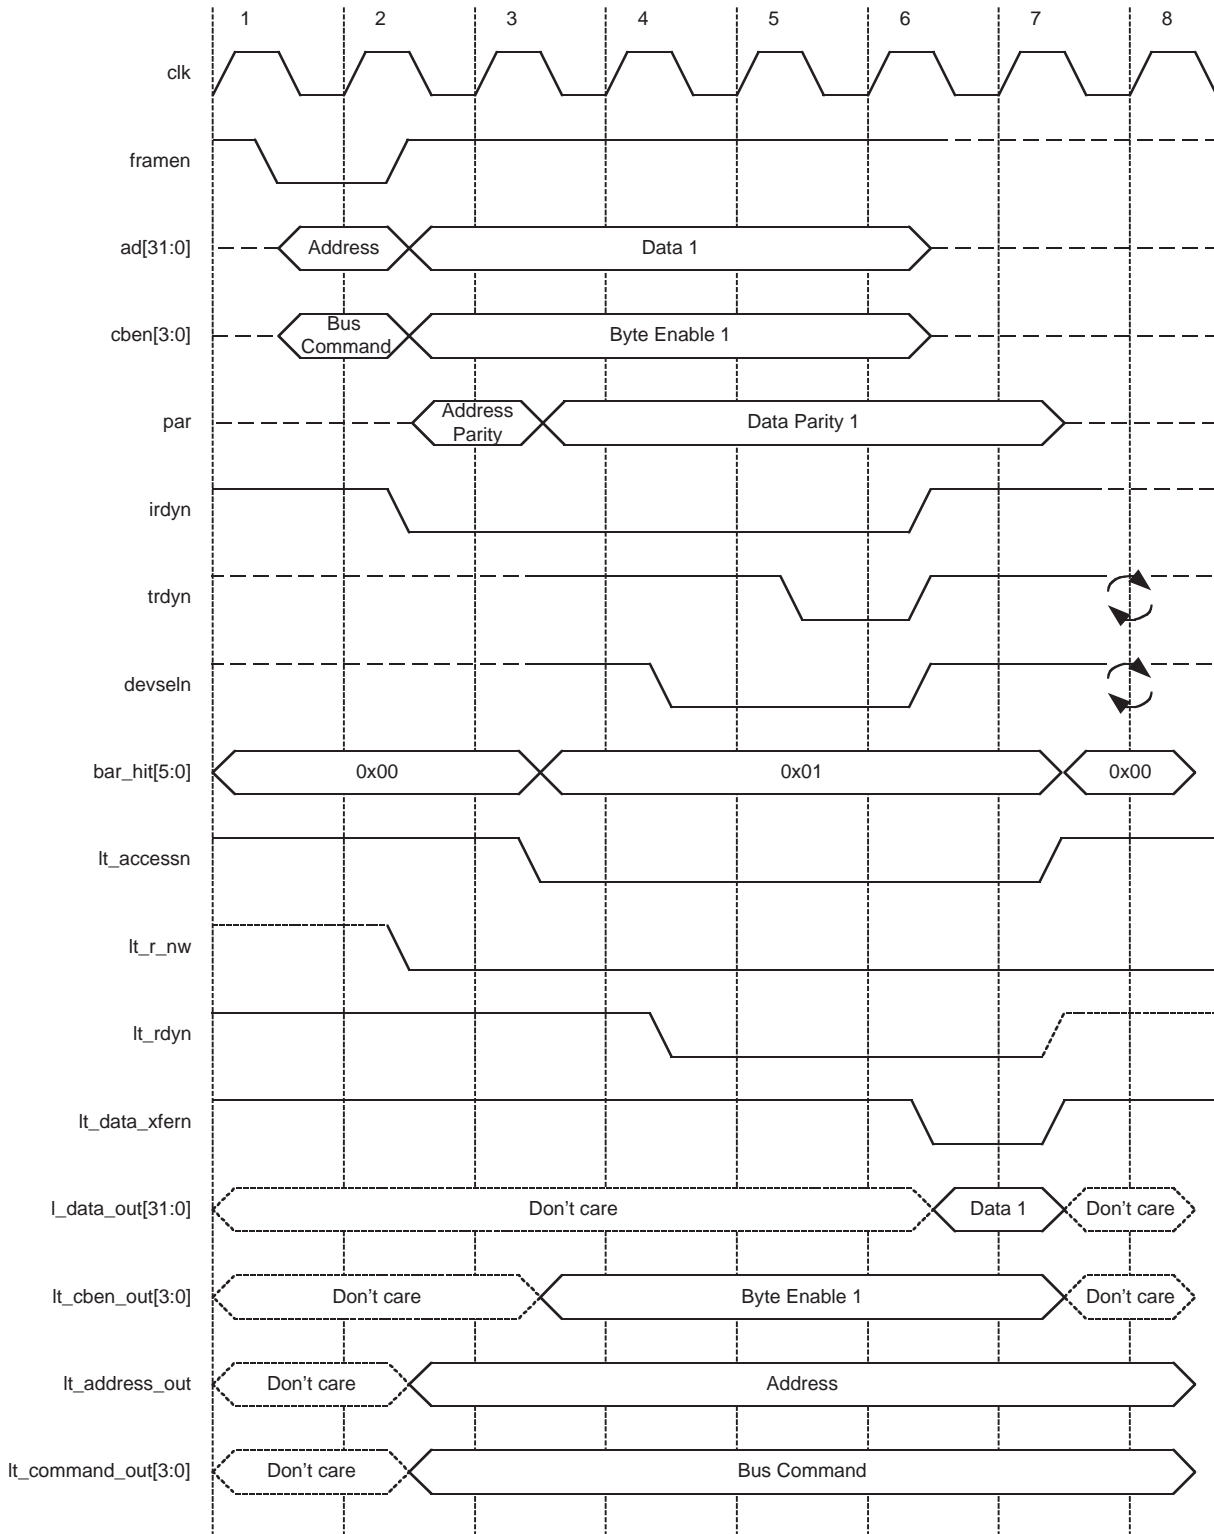 1 2 3 4 5 6 7 8
clk
framen
ad[31:0] Address Data 1
cben[3:0] Bus Command Byte Enable 1
par Address Parity Data Parity 1
irdyn
trdyn
devseln
bar_hit[5:0] 0x00 0x01 0x00
lt_accessn
lt_r_nw
lt_rdyn
lt_data_xfern
l_data_out[31:0] Don't care Data 1 Don't care
lt_cben_out[3:0] Don't care Byte Enable 1 Don't care
lt_address_out Don't care Address
lt_command_out[3:0] Don't care Bus Command